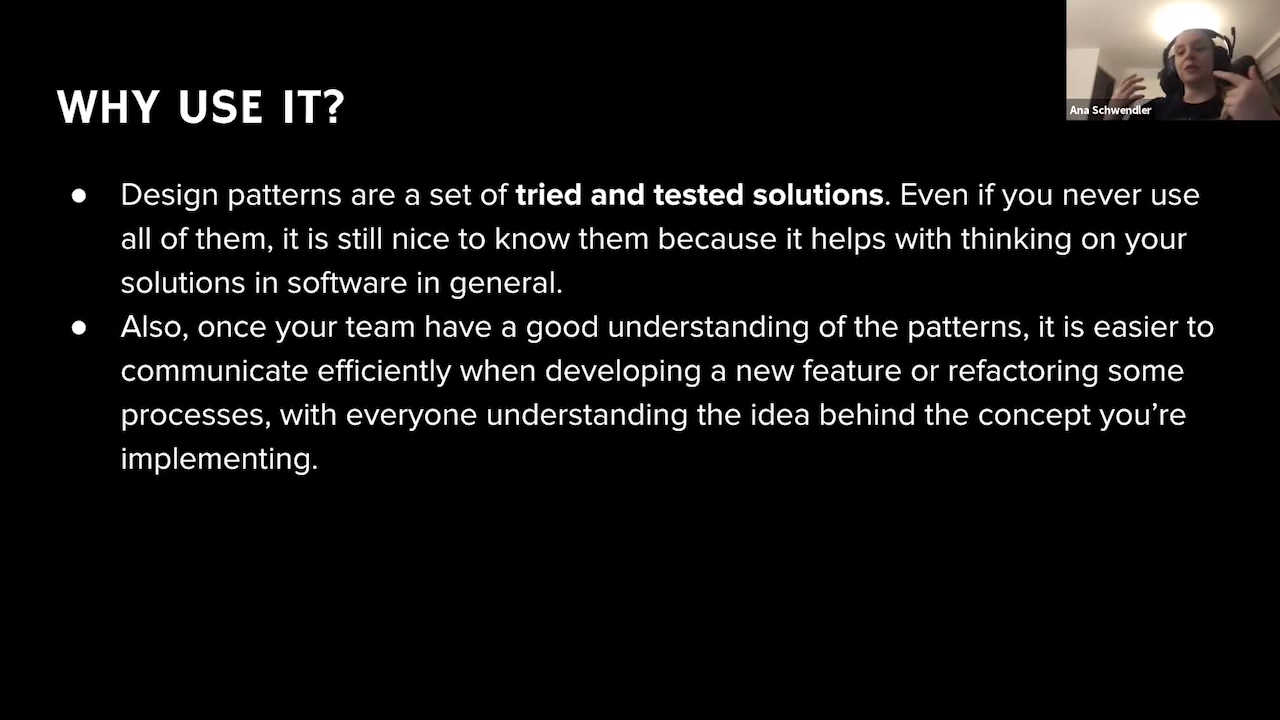 WHY USE IT?
Ana Schwendler
● Design patterns are a set of tried and tested solutions. Even if you never use
all of them, it is still nice to know them because it helps with thinking on your
solutions in software in general.
● Also, once your team have a good understanding of the patterns, it is easier to
communicate efficiently when developing a new feature or refactoring some
processes, with everyone understanding the idea behind the concept you’re
implementing.